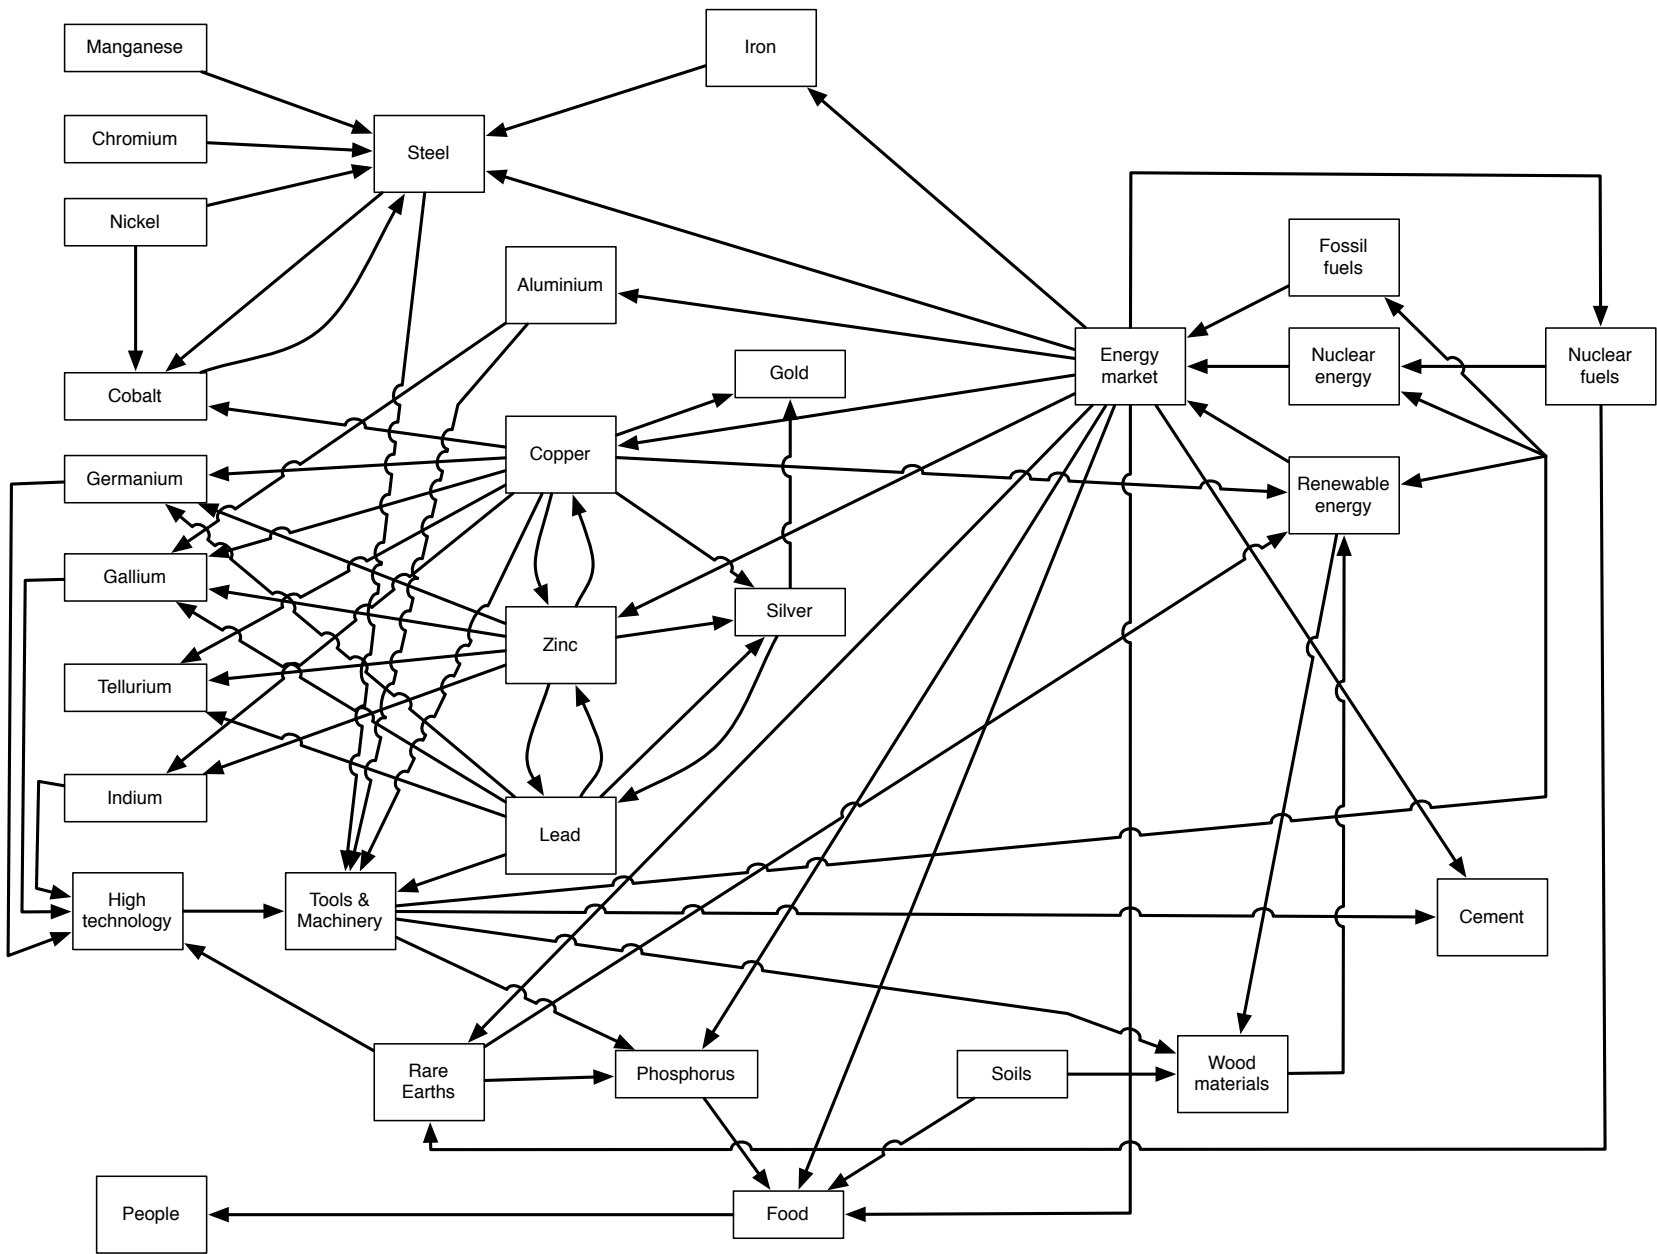 Manganese
Iron
Chromium
Steel
Nickel
Fossil
fuels
Aluminium
Energy
market
Nuclear
energy
Nuclear
fuels
Gold
Cobalt
Copper
Germanium
Renewable
energy
Gallium
Silver
Zinc
Tellurium
Indium
Lead
High
technology
Tools &
Machinery
Cement
Rare
Earths
Phosphorus
Soils
Wood
materials
People
Food